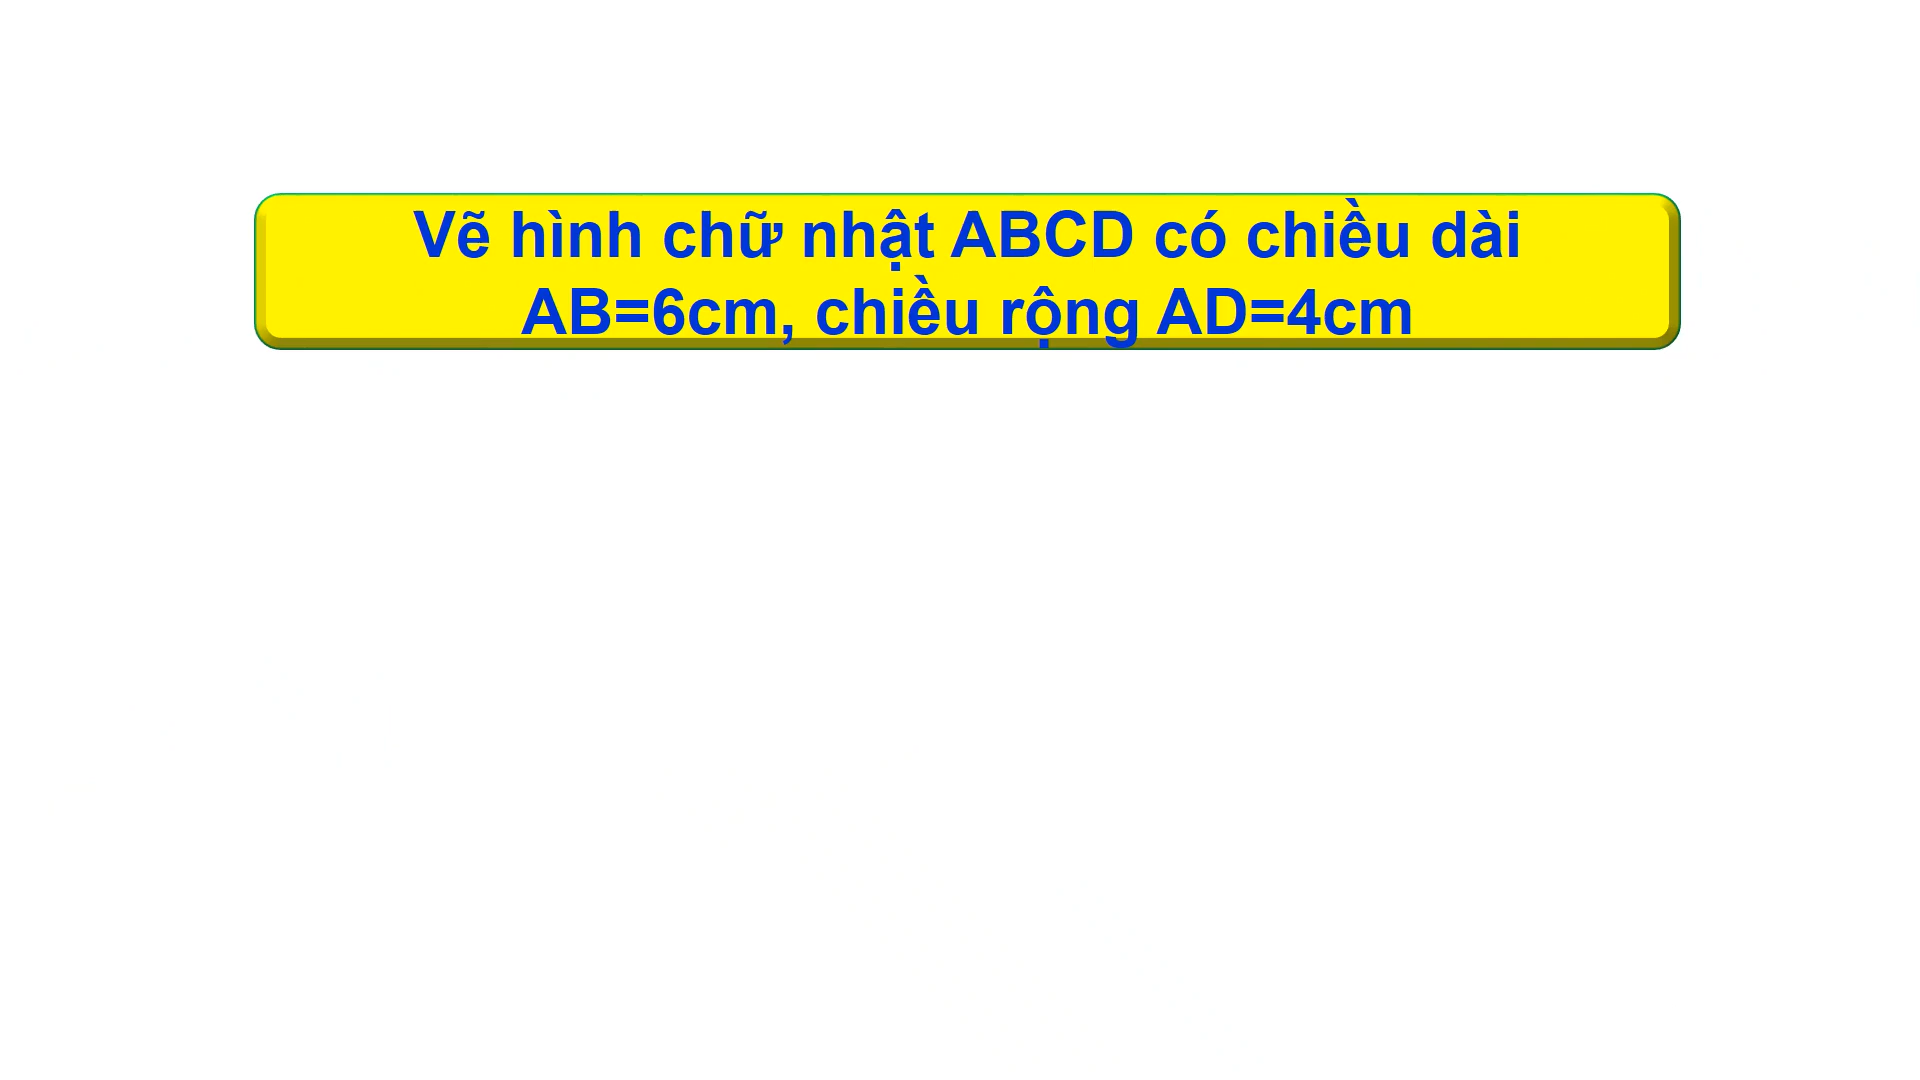 Vẽ hình chữ nhật ABCD có chiều dài
AB=6cm, chiều rộng AD=4cm